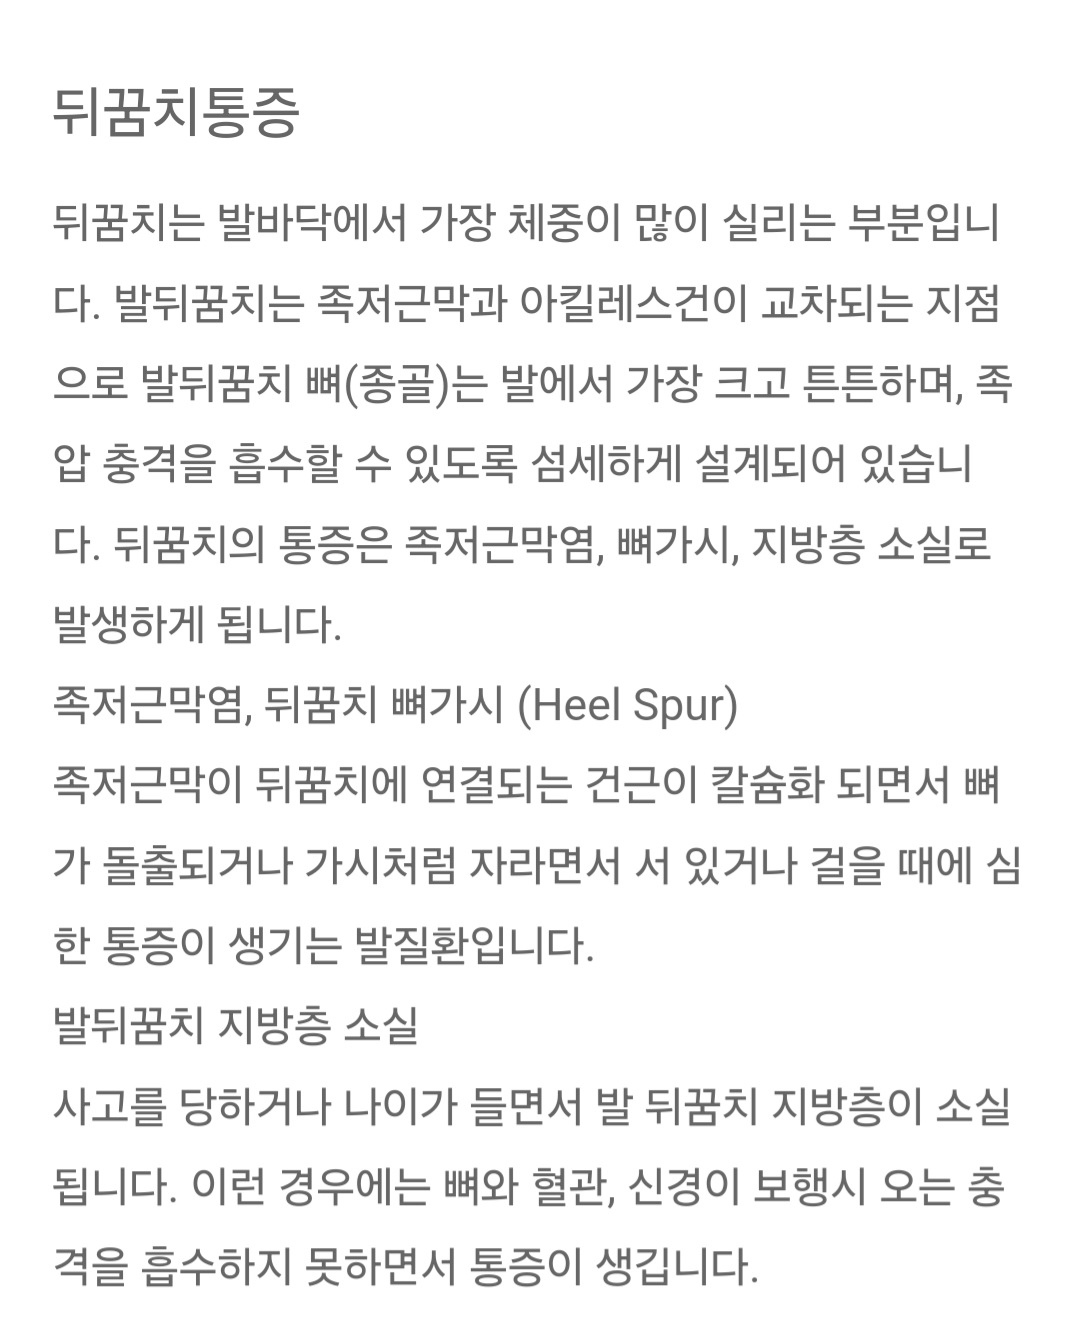 뒤꿈치통증
뒤꿈치는 발바닥에서 가장 체중이 많이 실리는 부분입니
다. 발뒤꿈치는 족저근막과 아킬레스건이 교차되는 지점
으로 발뒤꿈치 뼈(종골)는 발에서 가장 크고 튼튼하며, 족
압 충격을 흡수할 수 있도록 섬세하게 설계되어 있습니
다. 뒤꿈치의 통증은 족저근막염, 뼈가시, 지방층 소실로
발생하게 됩니다.
족저근막염, 뒤꿈치 뼈가시 (Heel Spur)
족저근막이 뒤꿈치에 연결되는 건근이 칼슘화 되면서 뼈
가 돌출되거나 가시처럼 자라면서 서 있거나 걸을 때에 심
한 통증이 생기는 발질환입니다.
발뒤꿈치 지방층 소실
사고를 당하거나 나이가 들면서 발 뒤꿈치 지방층이 소실
됩니다. 이런 경우에는 뼈와 혈관, 신경이 보행시 오는 충
격을 흡수하지 못하면서 통증이 생깁니다.